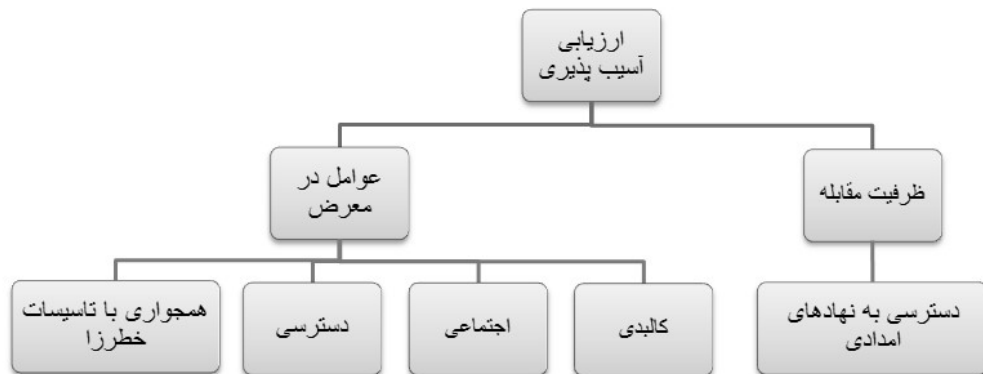 ارزیابی
آسیب پذیری
ظرفیت مقابله
عوامل در
معرض
دسترسی به نهادهای
امدادی
کالبدی
اجتماعی
دسترسی
همجواری با تاسیسات
خطرزا